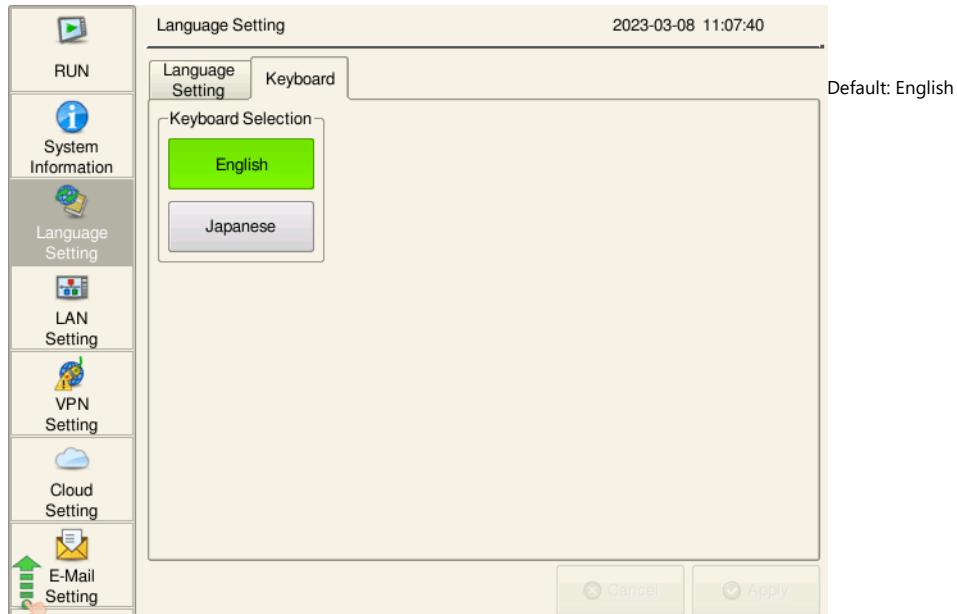 Language Setting
2023-03-08 11:07:40
RUN
System
Information
Language
Setting
LAN
Setting
VPN
Setting
Cloud
Setting
E-Mail
Setting
Language
Setting
Keyboard
Keyboard Selection
English
Japanese
Cancel
Apply
Default: English